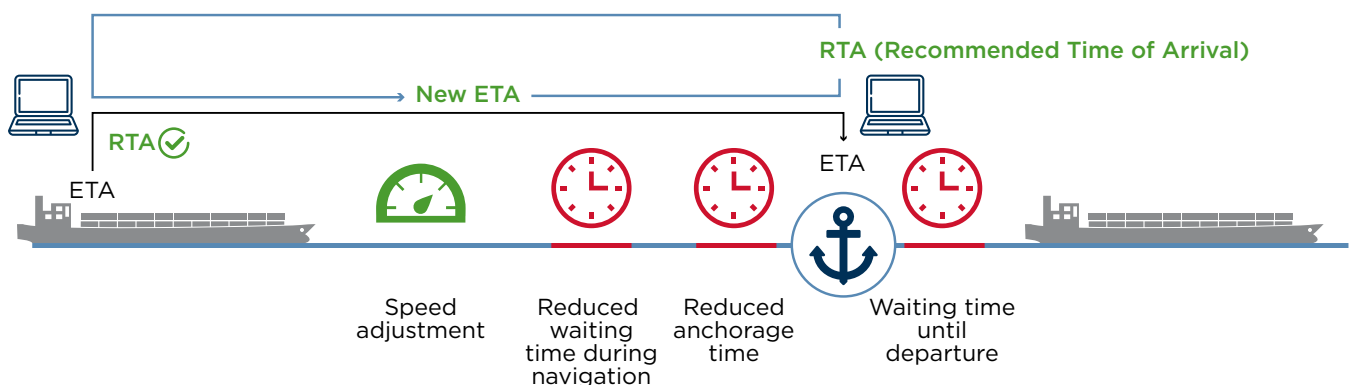 RTA (Recommended Time of Arrival)
New ETA
RTA
ETA
ETA
Speed
adjustment
Reduced
waiting
time during
navigation
Reduced
anchorage
time
Waiting time
until
departure